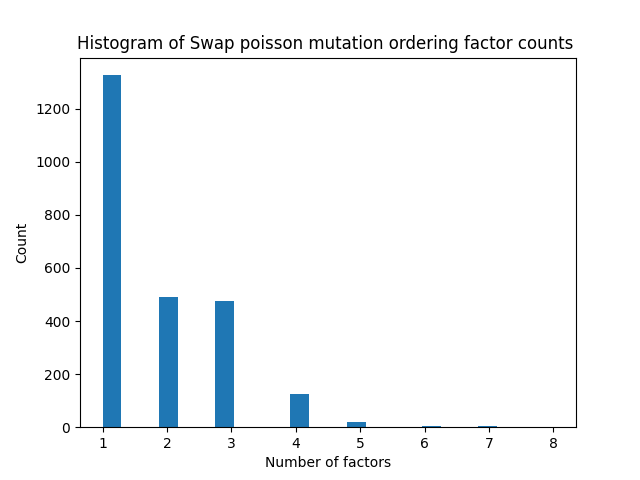 Histogram of Swap poisson mutation ordering factor counts
1200
1000
800
600
400
200
0
Count
1 2 3 4 5 6 7 8
Number of factors